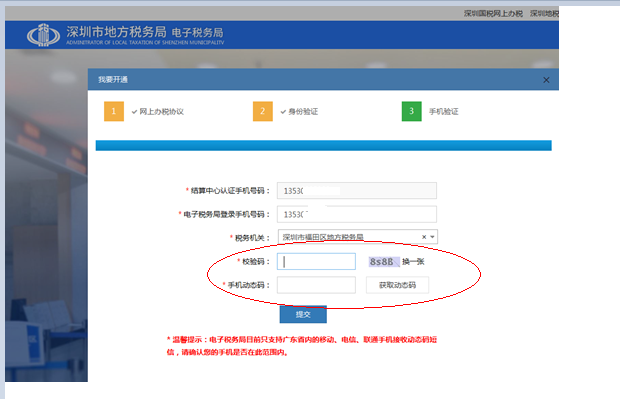 深圳国税网上办税 深圳地税
深圳市地方税务局 电子税务局
ADMINISTRATOR OF LOCAL TAXATION OF SHENZHEN MUNICIPALITY
我要开通 ×
1 ✓ 网上办税协议 2 ✓ 身份验证 3 手机验证
* 结算中心认证手机号码： 13530
* 电子税务局登录手机号码： 13530
* 税务机关： 深圳市福田区地方税务局 ×
* 校验码： 8s8B 换一张
* 手机动态码： 获取动态码
提交
* 温馨提示：电子税务局目前只支持广东省内的移动、电信、联通手机接收动态码短
信，请确认您的手机是否在此范围内。